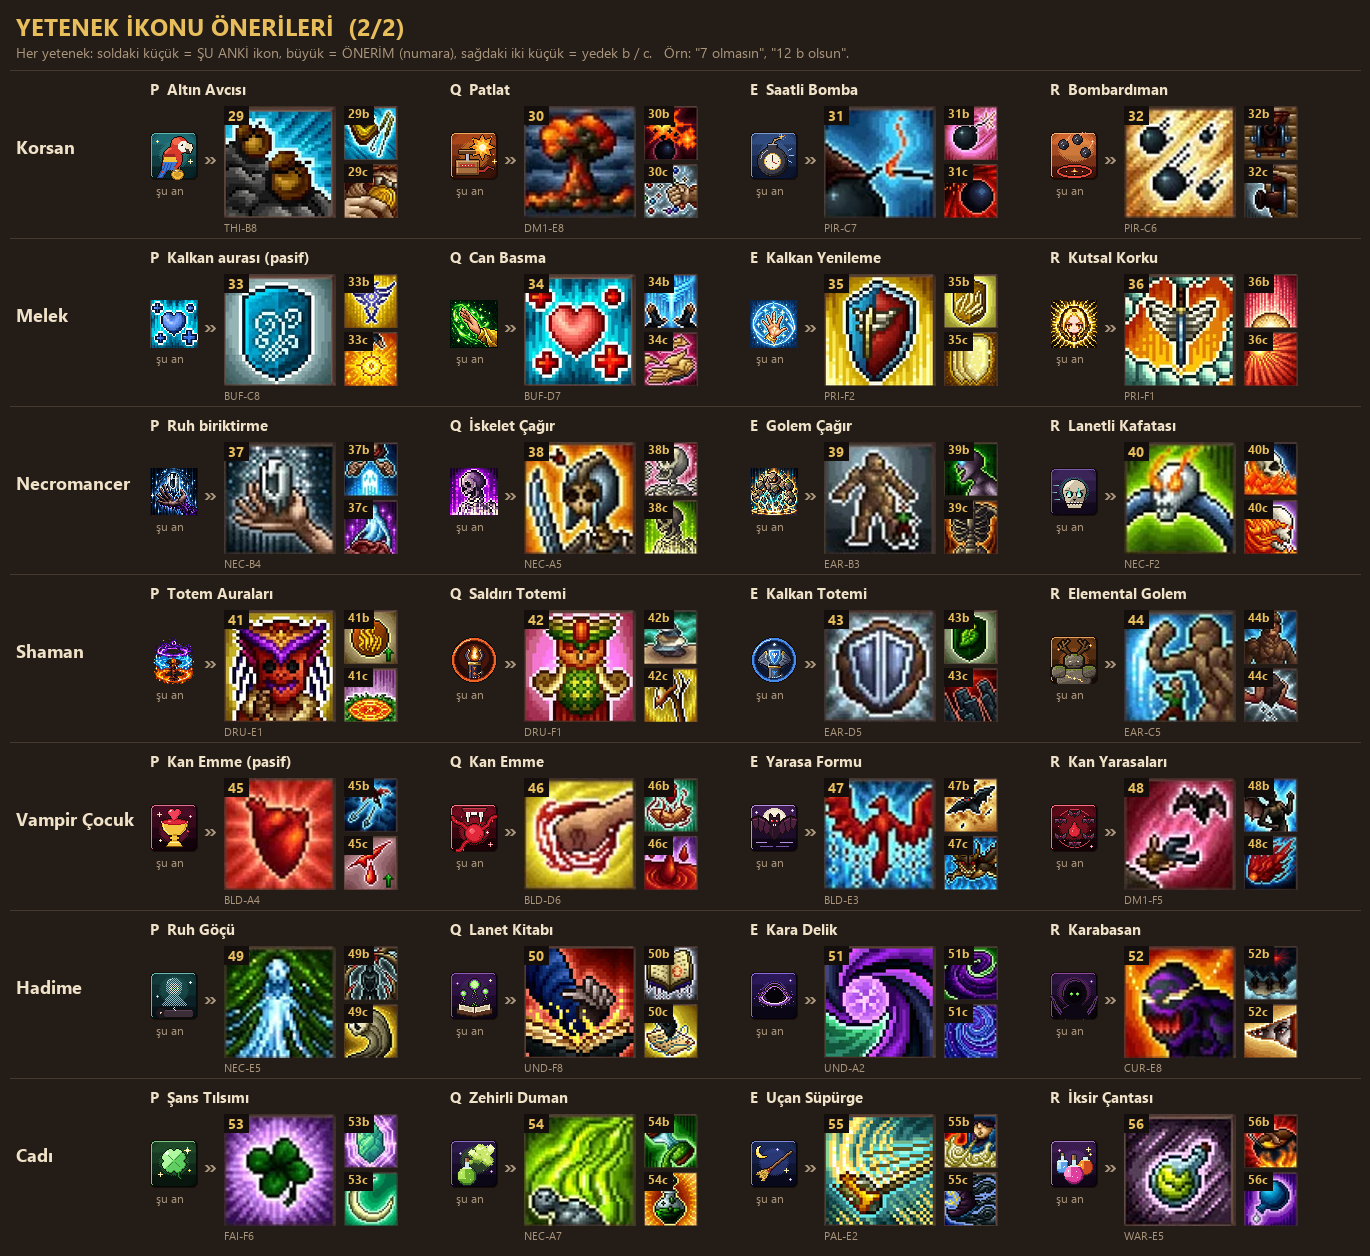 YETENEK İKONU ÖNERİLERİ (2/2)
Her yetenek: soldaki küçük = ŞU ANKİ ikon, büyük = ÖNERİM (numara), sağdaki iki küçük = yedek b / c. Örn: "7 olmasın", "12 b olsun".
Korsan
P Altın Avcısı
şu an
»
29
29b
29c
THI-B8
Q Patlat
şu an
»
30
30b
30c
DM1-E8
E Saatli Bomba
şu an
»
31
31b
31c
PIR-C7
R Bombardıman
şu an
»
32
32b
32c
PIR-C6
Melek
P Kalkan aurası (pasif)
şu an
»
33
33b
33c
BUF-C8
Q Can Basma
şu an
»
34
34b
34c
BUF-D7
E Kalkan Yenileme
şu an
»
35
35b
35c
PRI-F2
R Kutsal Korku
şu an
»
36
36b
36c
PRI-F1
Necromancer
P Ruh biriktirme
şu an
»
37
37b
37c
NEC-B4
Q İskelet Çağır
şu an
»
38
38b
38c
NEC-A5
E Golem Çağır
şu an
»
39
39b
39c
EAR-B3
R Lanetli Kafatası
şu an
»
40
40b
40c
NEC-F2
Shaman
P Totem Auraları
şu an
»
41
41b
41c
DRU-E1
Q Saldırı Totemi
şu an
»
42
42b
42c
DRU-F1
E Kalkan Totemi
şu an
»
43
43b
43c
EAR-D5
R Elemental Golem
şu an
»
44
44b
44c
EAR-C5
Vampir Çocuk
P Kan Emme (pasif)
şu an
»
45
45b
45c
BLD-A4
Q Kan Emme
şu an
»
46
46b
46c
BLD-D6
E Yarasa Formu
şu an
»
47
47b
47c
BLD-E3
R Kan Yarasaları
şu an
»
48
48b
48c
DM1-F5
Hadime
P Ruh Göçü
şu an
»
49
49b
49c
NEC-E5
Q Lanet Kitabı
şu an
»
50
50b
50c
UND-F8
E Kara Delik
şu an
»
51
51b
51c
UND-A2
R Karabasan
şu an
»
52
52b
52c
CUR-E8
Cadı
P Şans Tılsımı
şu an
»
53
53b
53c
FAI-F6
Q Zehirli Duman
şu an
»
54
54b
54c
NEC-A7
E Uçan Süpürge
şu an
»
55
55b
55c
PAL-E2
R İksir Çantası
şu an
»
56
56b
56c
WAR-E5